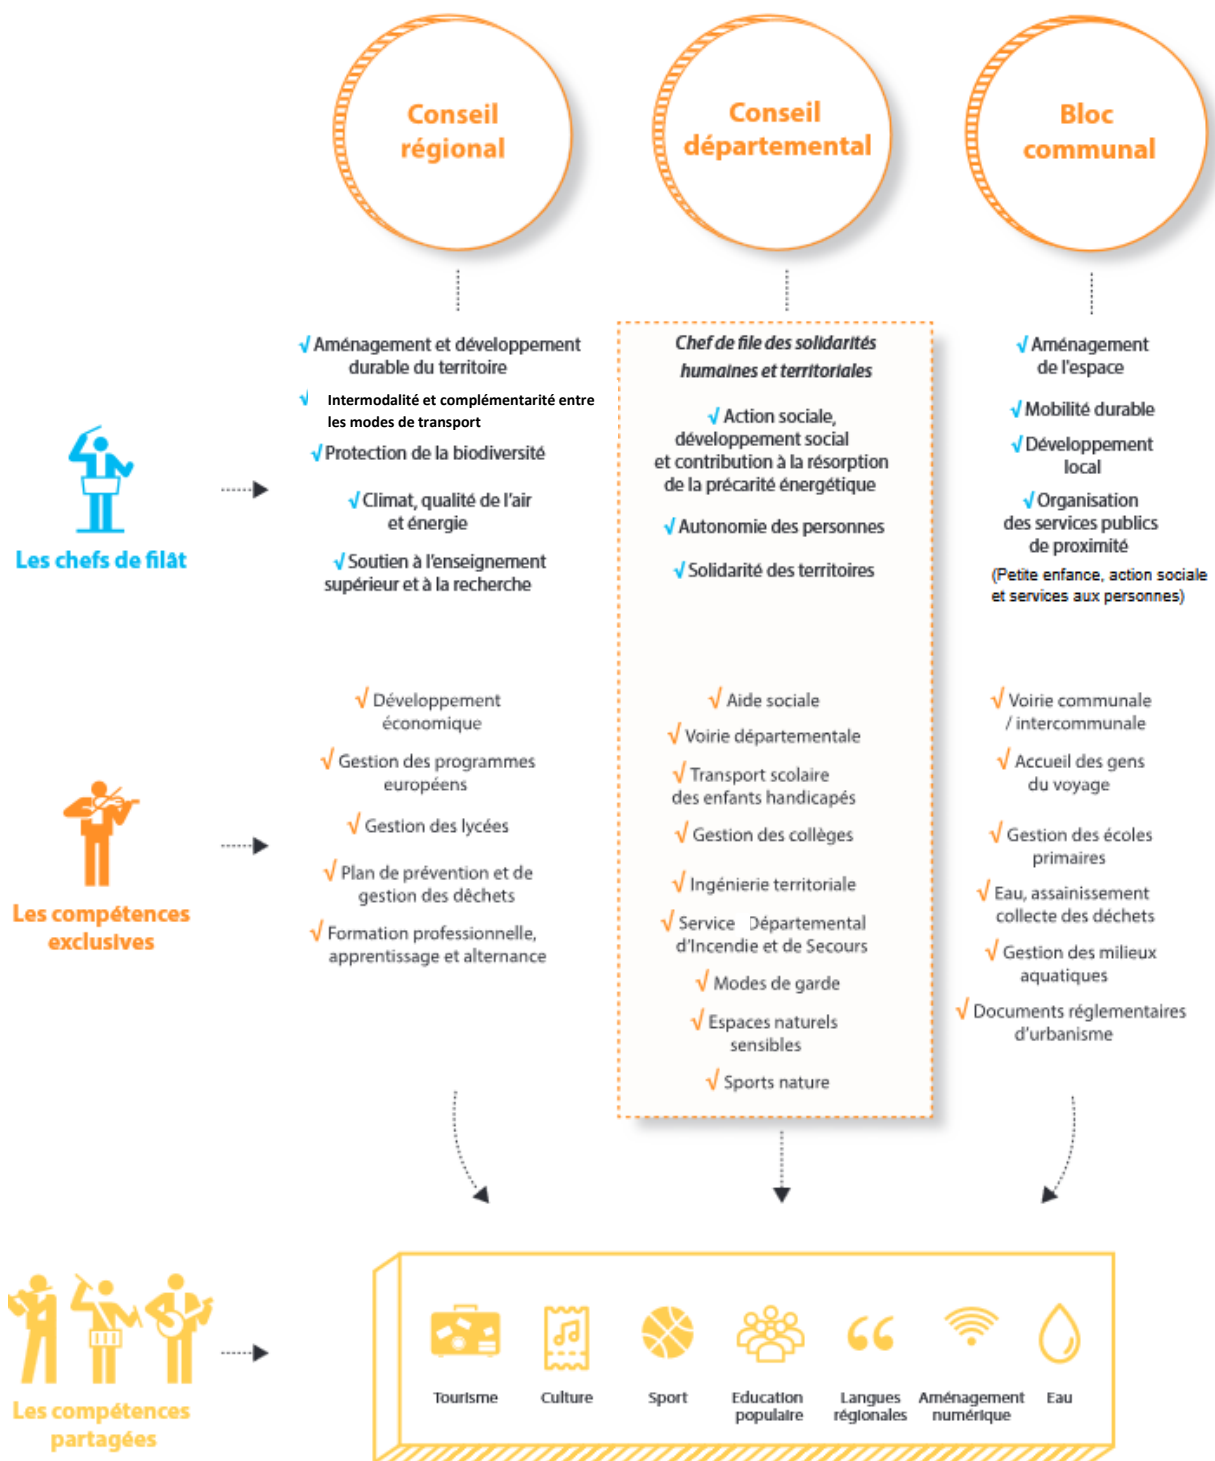 Conseil
régional
Conseil
départemental
Bloc
communal
Les chefs de filât
√ Aménagement et développement
durable du territoire
√ Intermodalité et complémentarité entre
les modes de transport
√ Protection de la biodiversité
√ Climat, qualité de l'air
et énergie
√ Soutien à l'enseignement
supérieur et à la recherche
Chef de file des solidarités
humaines et territoriales
√ Action sociale,
développement social
et contribution à la résorption
de la précarité énergétique
√ Autonomie des personnes
√ Solidarité des territoires
√ Aménagement
de l'espace
√ Mobilité durable
√ Développement
local
√ Organisation
des services publics
de proximité
(Petite enfance, action sociale
et services aux personnes)
Les compétences
exclusives
√ Développement
économique
√ Gestion des programmes
européens
√ Gestion des lycées
√ Plan de prévention et de
gestion des dêchets
√ Formation professionnelle,
apprentissage et alternance
√ Aide sociale
√ Voirie départementale
√ Transport scolaire
des enfants handicapés
√ Gestion des collèges
√ Ingénierie territoriale
√ Service Départemental
d'Incendie et de Secours
√ Modes de garde
√ Espaces naturels
sensibles
√ Sports nature
√ Voirie communale
/ intercommunale
√ Accueil des gens
du voyage
√ Gestion des écoles
primaires
√ Eau, assainissement
collecte des déchets
√ Gestion des milieux
aquatiques
√ Documents réglementaires
d'urbanisme
Les compétences
partagées
Tourisme
Culture
Sport
Education
populaire
Langues
régionales
Aménagement
numérique
Eau